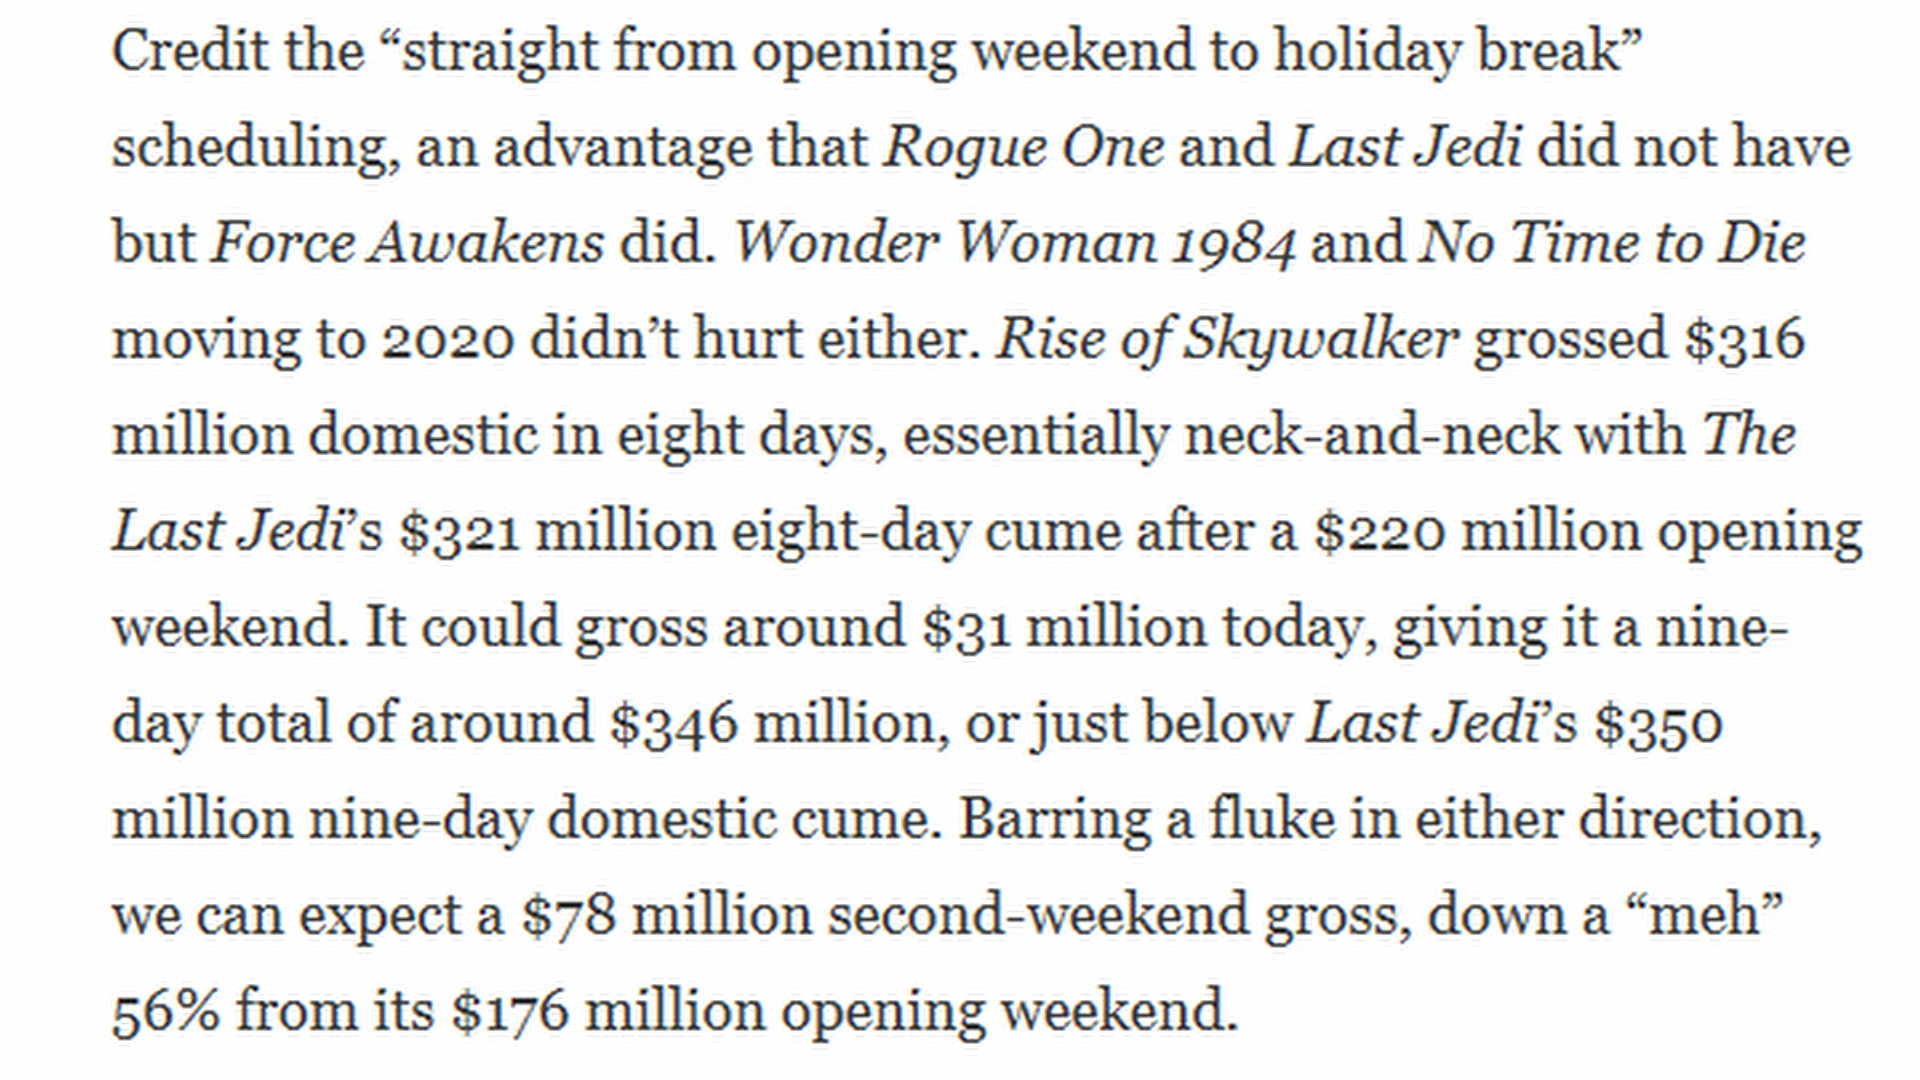 Credit the “straight from opening weekend to holiday break”
scheduling, an advantage that Rogue One and Last Jedi did not have
but Force Awakens did. Wonder Woman 1984 and No Time to Die
moving to 2020 didn’t hurt either. Rise of Skywalker grossed $316
million domestic in eight days, essentially neck-and-neck with The
Last Jedi’s $321 million eight-day cume after a $220 million opening
weekend. It could gross around $31 million today, giving it a nine-
day total of around $346 million, or just below Last Jedi’s $350
million nine-day domestic cume. Barring a fluke in either direction,
we can expect a $78 million second-weekend gross, down a “meh”
56% from its $176 million opening weekend.